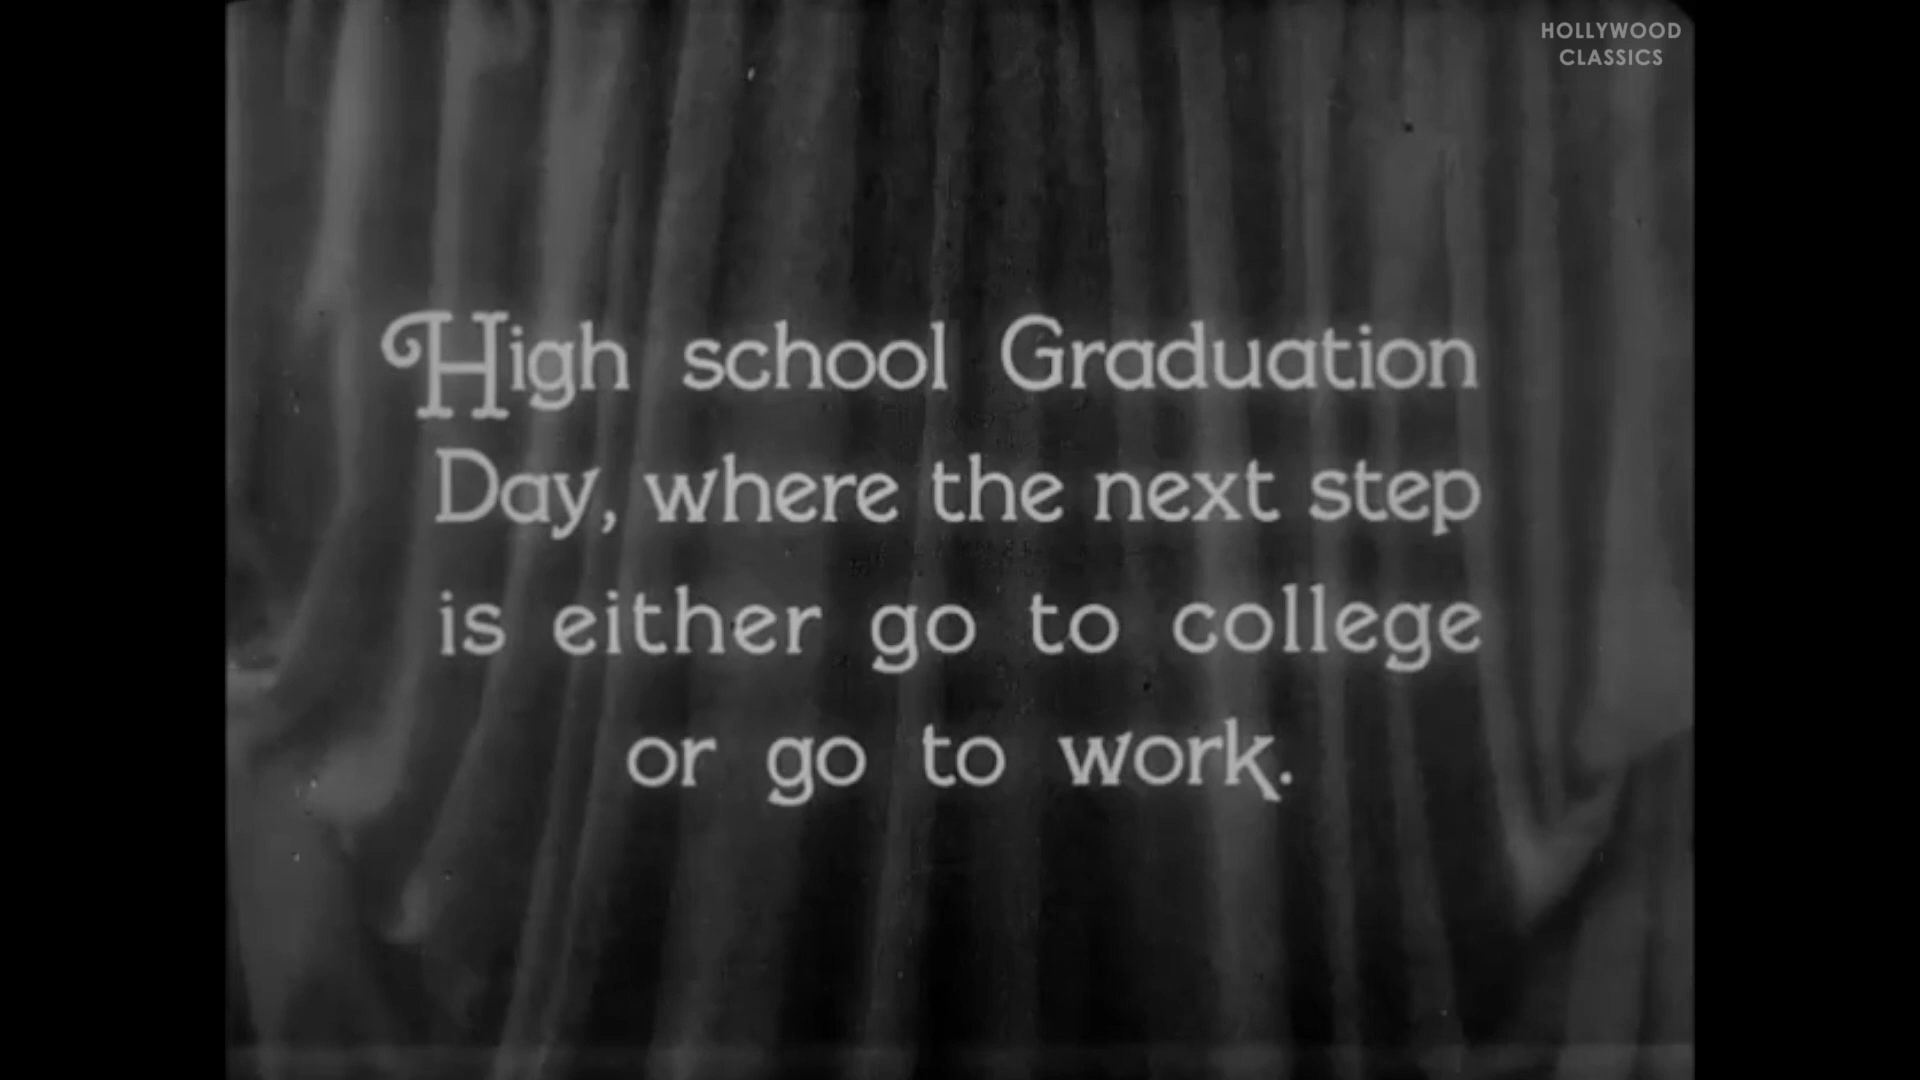 HOLLYWOOD
CLASSICS
High school Graduation
Day, where the next step
is either go to college
or go to work.